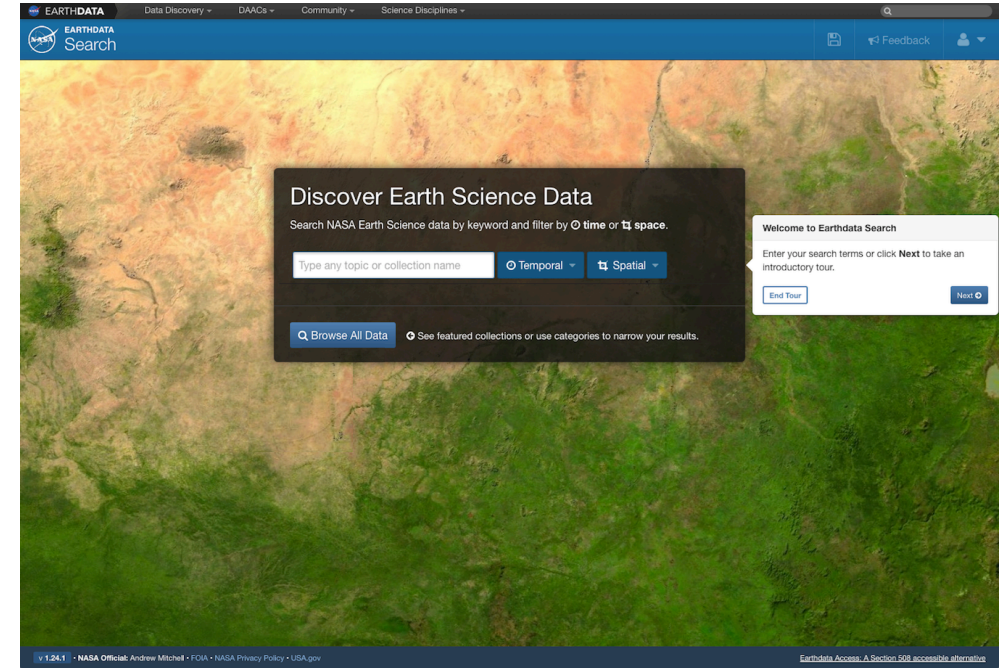 EARTHDATA Data Discovery DAACs Community Science Disciplines
NASA EARTHDATA
Search Feedback
Discover Earth Science Data
Search NASA Earth Science data by keyword and filter by time or space.
Type any topic or collection name Temporal Spatial
Browse All Data See featured collections or use categories to narrow your results.
Welcome to Earthdata Search
Enter your search terms or click Next to take an
introductory tour.
End Tour Next
v 1.24.1 • NASA Official: Andrew Mitchell • FOIA • NASA Privacy Policy • USA.gov Earthdata Access: A Section 508 accessible alternative